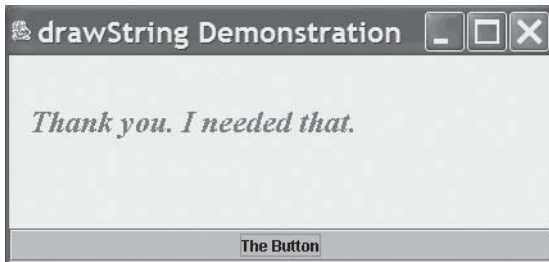 drawString Demonstration
Thank you. I needed that.
The Button